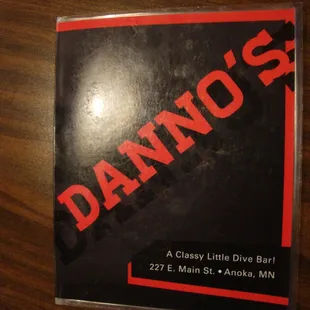 DANNO'S
A Classy Little Dive Bar!
227 E. Main St. • Anoka, MN